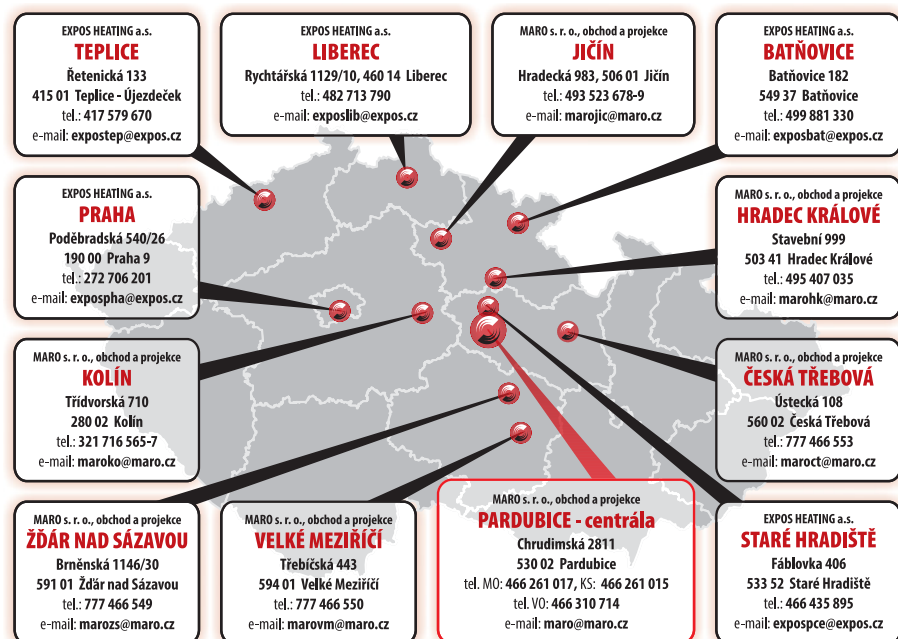 EXPOS HEATING a.s.
TEPLICE
Řetenická 133
415 01 Teplice - Újezdeček
tel.: 417 579 670
e-mail: expostep@expos.cz
EXPOS HEATING a.s.
LIBEREC
Rychtářská 1129/10, 460 14 Liberec
tel.: 482 713 790
e-mail: exposlib@expos.cz
MARO s. r. o., obchod a projekce
JIČÍN
Hradecká 983, 506 01 Jičín
tel.: 493 523 678-9
e-mail: marojic@maro.cz
EXPOS HEATING a.s.
BATŇOVICE
Batňovice 182
549 37 Batňovice
tel.: 499 881 330
e-mail: exposbat@expos.cz
EXPOS HEATING a.s.
PRAHA
Poděbradská 540/26
190 00 Praha 9
tel.: 272 706 201
e-mail: expospha@expos.cz
MARO s. r. o., obchod a projekce
HRADEC KRÁLOVÉ
Stavební 999
503 41 Hradec Králové
tel.: 495 407 035
e-mail: marohk@maro.cz
MARO s. r. o., obchod a projekce
KOLÍN
Třídvorská 710
280 02 Kolín
tel.: 321 716 565-7
e-mail: maroko@maro.cz
MARO s. r. o., obchod a projekce
ČESKÁ TŘEBOVÁ
Ústecká 108
560 02 Česká Třebová
tel.: 777 466 553
e-mail: maroct@maro.cz
MARO s. r. o., obchod a projekce
ŽĎÁR NAD SÁZAVOU
Brněnská 1146/30
591 01 Žďár nad Sázavou
tel.: 777 466 549
e-mail: marozs@maro.cz
MARO s. r. o., obchod a projekce
VELKÉ MEZIŘÍČÍ
Třebíčská 443
594 01 Velké Meziříčí
tel.: 777 466 550
e-mail: marovm@maro.cz
MARO s. r. o., obchod a projekce
PARDUBICE - centrála
Chrudimská 2811
530 02 Pardubice
tel. MO: 466 261 017, KS: 466 261 015
tel. VO: 466 310 714
e-mail: maro@maro.cz
EXPOS HEATING a.s.
STARÉ HRADIŠTĚ
Fáblovka 406
533 52 Staré Hradiště
tel.: 466 435 895
e-mail: expospce@expos.cz